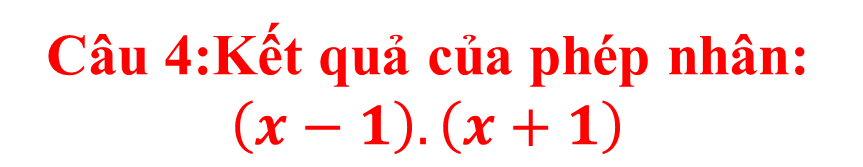 Câu 4:Kết quả của phép nhân:
(x − 1).(x + 1)